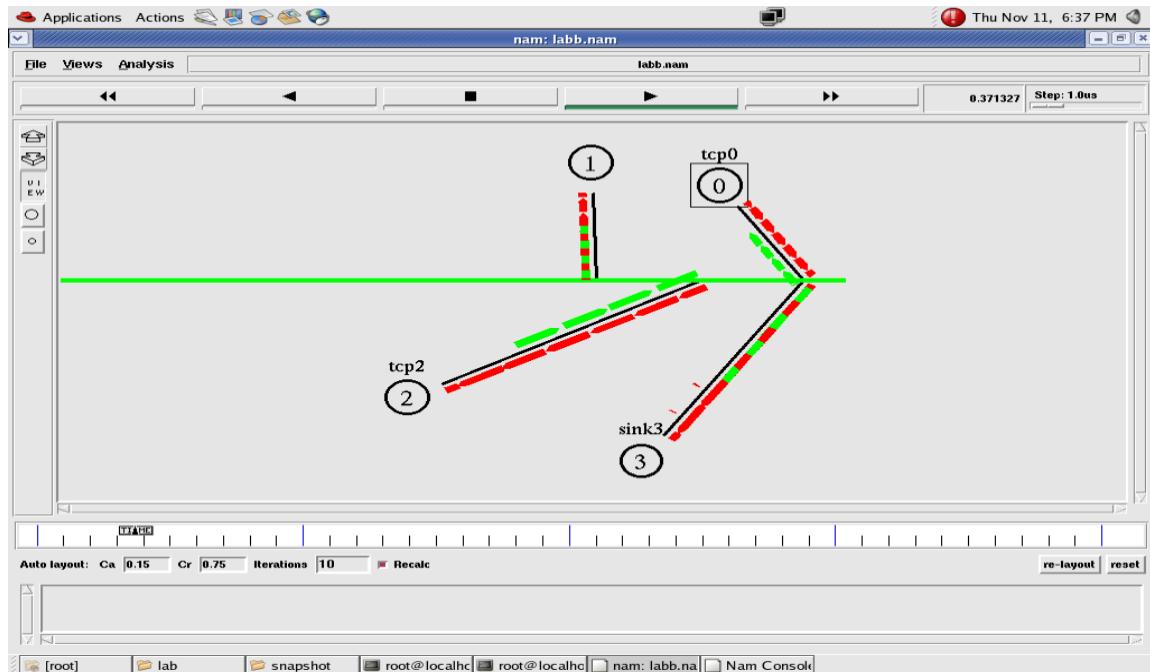 Applications Actions Thu Nov 11, 6:37 PM
nam: labb.nam
File Views Analysis labb.nam
0.371327 Step: 1.0us
VIEW
1
tcp0
0
tcp2
2
sink3
3
TIME
Auto layout: Ca 0.15 Cr 0.75 Iterations 10 Recalc re-layout reset
[root] lab snapshot root@localhc root@localhc nam: labb.na Nam Console